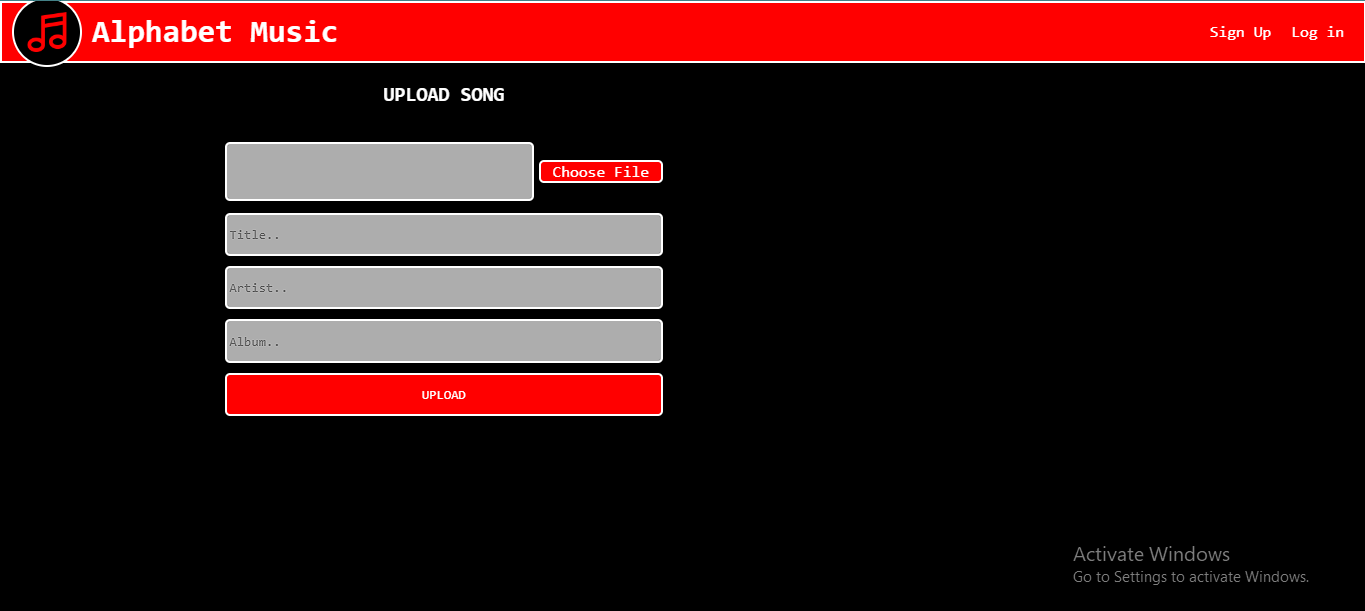 Alphabet Music
Sign Up
Log in
UPLOAD SONG
Choose File
Title..
Artist..
Album..
UPLOAD
Activate Windows
Go to Settings to activate Windows.